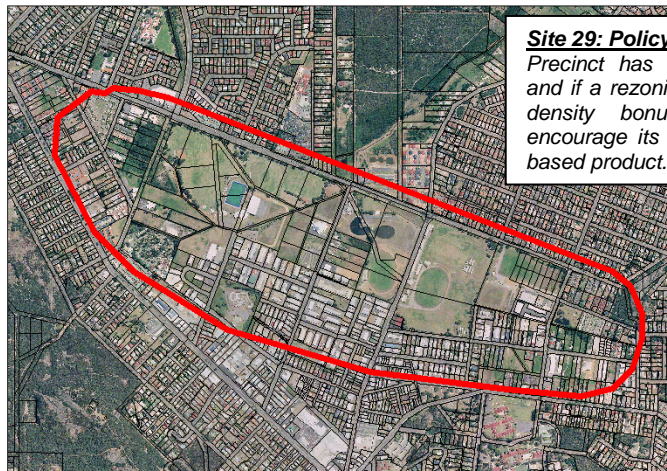 Site 29: Policy
Precinct has
and if a rezoni
density bonu
encourage its
based product.